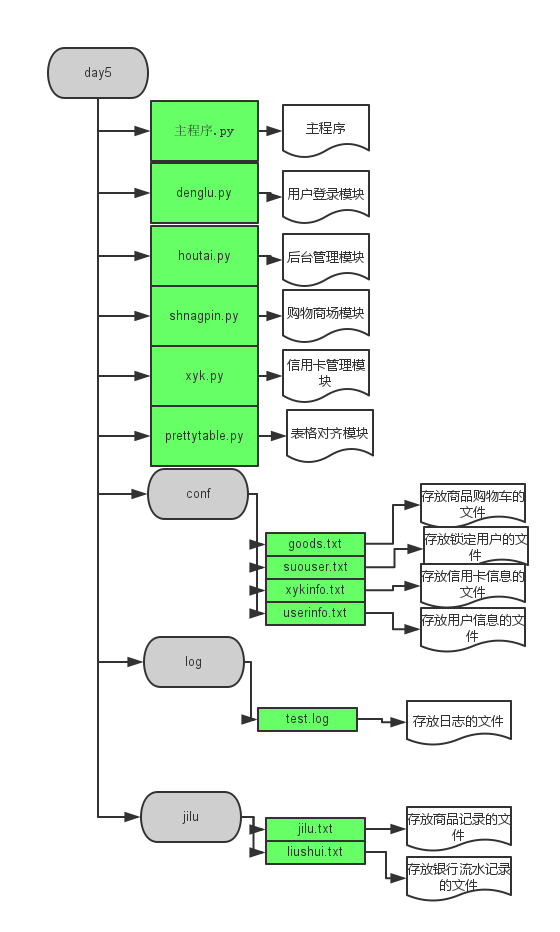 day5
主程序.py
主程序
denglu.py
用户登录模块
houtai.py
后台管理模块
shnagpin.py
购物商场模块
xyk.py
信用卡管理模
块
prettytable.py
表格对齐模块
conf
goods.txt
存放商品购物车的
文件
suouser.txt
存放锁定用户的文
件
xykinfo.txt
存放信用卡信息的
文件
userinfo.txt
存放用户信息的文
件
log
test.log
存放日志的文件
jilu
jilu.txt
存放商品记录的文
件
liushui.txt
存放银行流水记录
的文件